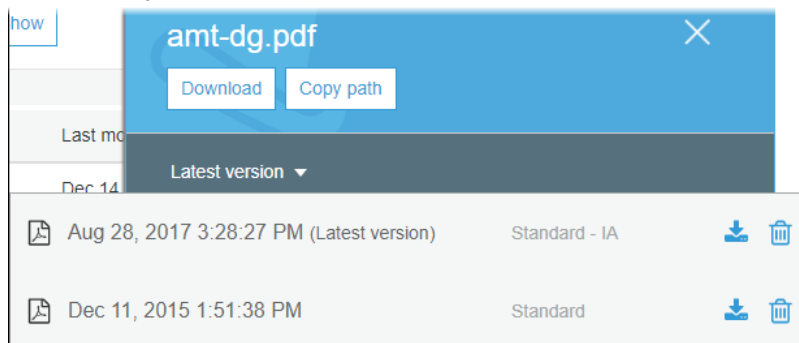 how
amt-dg.pdf
Download Copy path
Last mo
Latest version
Dec 14
Aug 28, 2017 3:28:27 PM (Latest version) Standard - IA
Dec 11, 2015 1:51:38 PM Standard